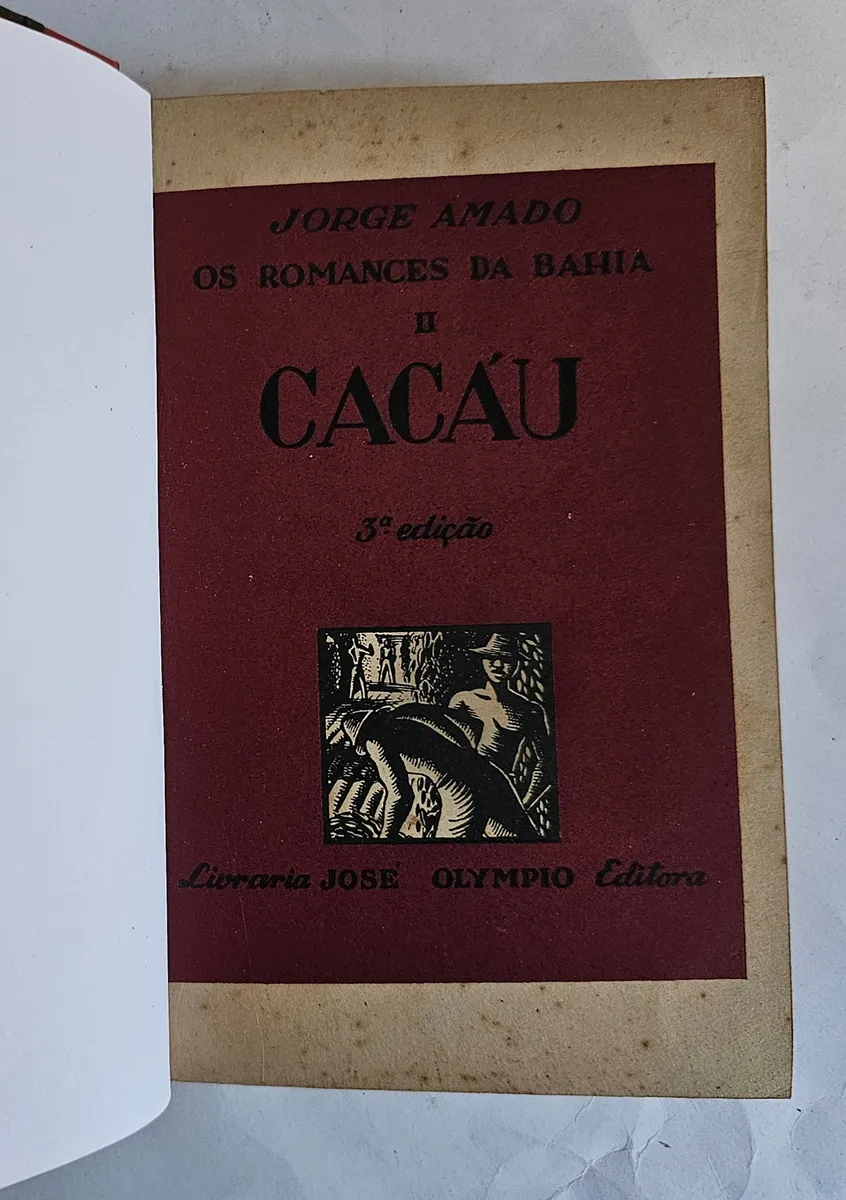 JORGE AMADO
OS ROMANCES DA BAHIA
II
CACÁU
3ª edição
Livraria JOSÉ OLYMPIO Editora